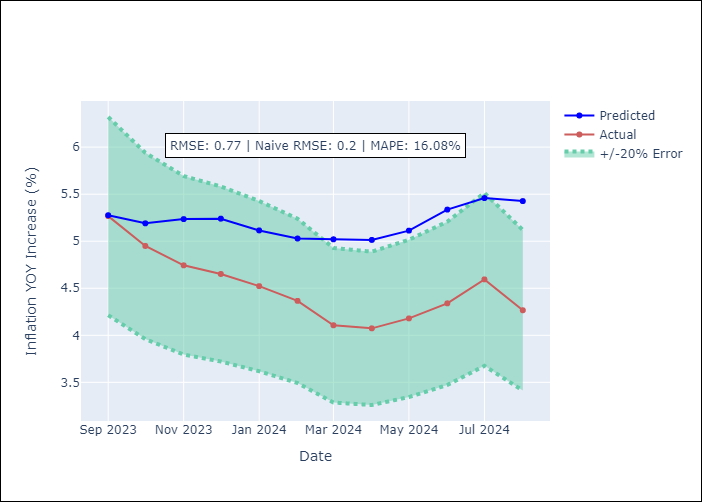 RMSE: 0.77 | Naive RMSE: 0.2 | MAPE: 16.08%
Predicted
Actual
+/-20% Error
Inflation YOY Increase (%)
6
5.5
5
4.5
4
3.5
Sep 2023
Nov 2023
Jan 2024
Mar 2024
May 2024
Jul 2024
Date